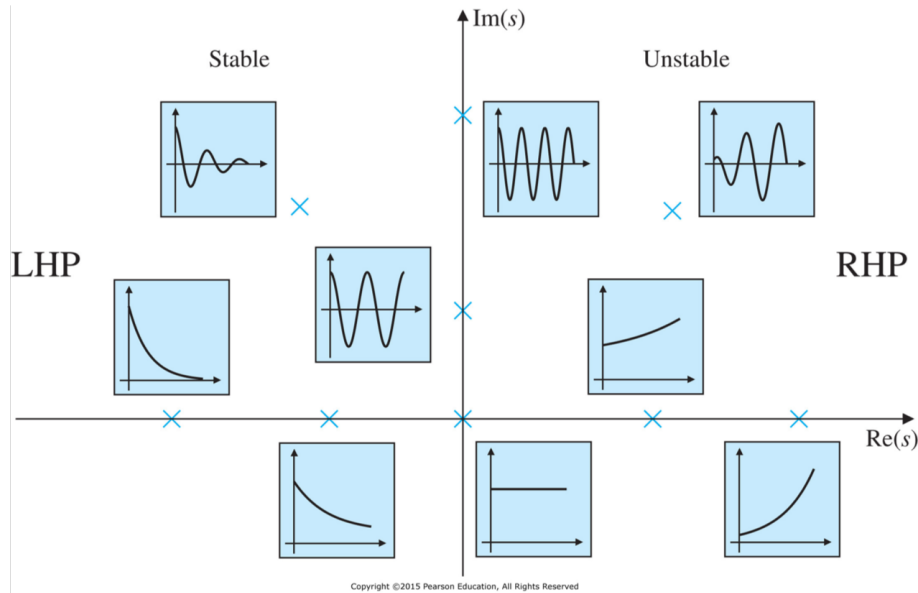 Im(s)
Stable
Unstable
LHP
RHP
Re(s)
Copyright ©2015 Pearson Education, All Rights Reserved